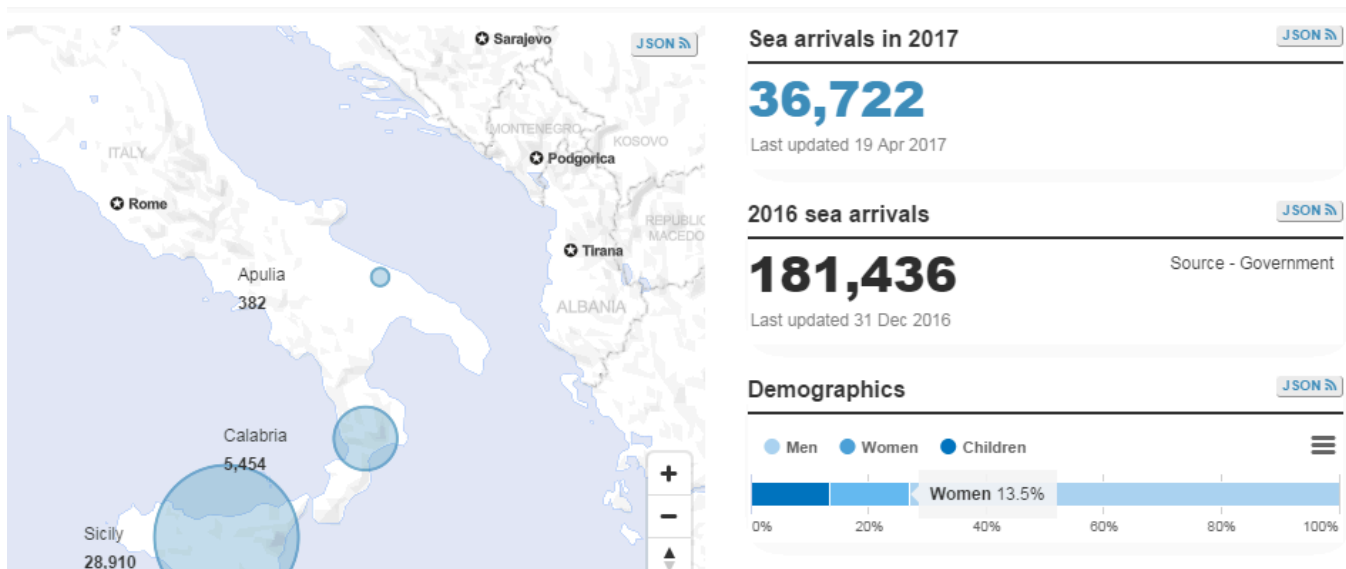 Sarajevo
JSON
MONTENEGRO
KOSOVO
ITALY
Podgorica
Rome
REPUBLIC
MACEDO
Tirana
Apulia
382
ALBANIA
Calabria
5,454
+
−
Sicily
28,910
Sea arrivals in 2017
JSON
36,722
Last updated 19 Apr 2017
2016 sea arrivals
JSON
181,436
Source - Government
Last updated 31 Dec 2016
Demographics
JSON
Men Women Children
Women 13.5%
0% 20% 40% 60% 80% 100%